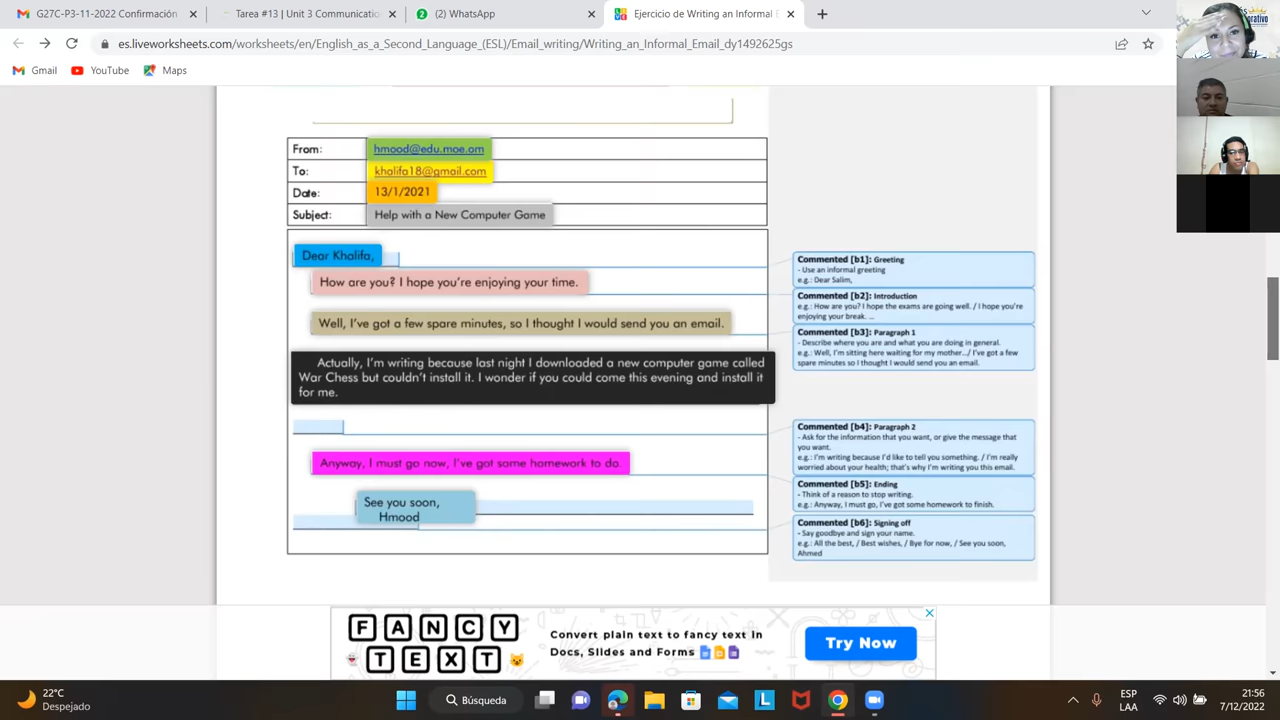 G27C-P3-11-2022 Confirmación
Tarea #13 | Unit 3 Communicatio
(2) WhatsApp
Ejercicio de Writing an Informal E
es.liveworksheets.com/worksheets/en/English_as_a_Second_Language_(ESL)/Email_writing/Writing_an_Informal_Email_dy1492625gs
Gmail
YouTube
Maps
From: hmood@edu.moe.om
To: khalifa18@gmail.com
Date: 13/1/2021
Subject: Help with a New Computer Game
Dear Khalifa,
How are you? I hope you're enjoying your time.
Well, I've got a few spare minutes, so I thought I would send you an email.
Actually, I'm writing because last night I downloaded a new computer game called
War Chess but couldn't install it. I wonder if you could come this evening and install it
for me.
Anyway, I must go now, I've got some homework to do.
See you soon,
Hmood
Commented [b1]: Greeting
- Use an informal greeting
e.g.: Dear Salim,
Commented [b2]: Introduction
e.g.: How are you? I hope the exams are going well. / I hope you're
enjoying your break. ...
Commented [b3]: Paragraph 1
- Describe where you are and what you are doing in general.
e.g.: Well, I'm sitting here waiting for my mother.../ I've got a few
spare minutes so I thought I would send you an email.
Commented [b4]: Paragraph 2
- Ask for the information that you want, or give the message that
you want.
e.g.: I'm writing because I'd like to tell you something. / I'm really
worried about your health; that's why I'm writing you this email.
Commented [b5]: Ending
- Think of a reason to stop writing.
e.g.: Anyway, I must go, I've got some homework to finish.
Commented [b6]: Signing off
- Say goodbye and sign your name.
e.g.: All the best, / Best wishes, / Bye for now, / See you soon,
Ahmed
FANCY
TEXT
Convert plain text to fancy text in
Docs, Slides and Forms
Try Now
22°C
Despejado
Búsqueda
ESP
LAA
21:56
7/12/2022